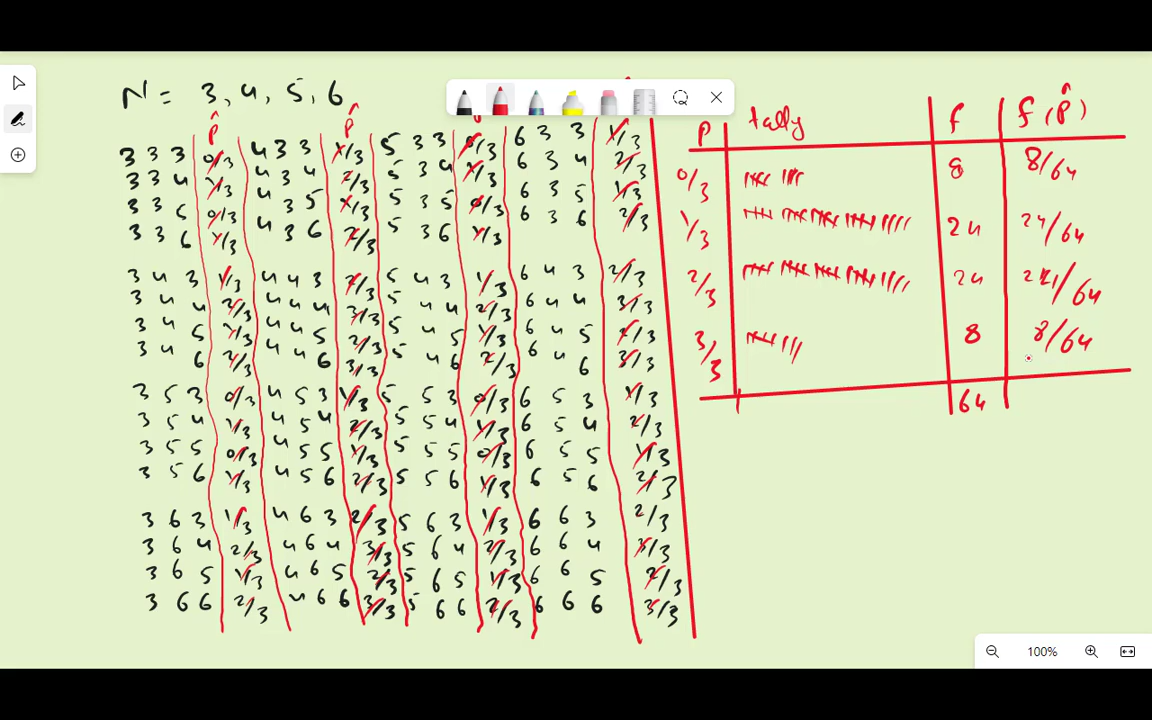 N = 3, 4, 5, 6
p̂ p̂ p tally f f(p̂)
3 3 3 0/3 4 3 3 1/3 5 3 3 0/3 6 3 3 1/3
3 3 4 1/3 4 3 4 2/3 5 3 4 1/3 6 3 4 2/3
3 3 5 0/3 4 3 5 1/3 5 3 5 0/3 6 3 5 1/3
3 3 6 1/3 4 3 6 2/3 5 3 6 1/3 6 3 6 2/3
3 4 3 1/3 4 4 3 2/3 5 4 3 1/3 6 4 3 2/3
3 4 4 2/3 4 4 4 3/3 5 4 4 2/3 6 4 4 3/3
3 4 5 1/3 4 4 5 2/3 5 4 5 1/3 6 4 5 2/3
3 4 6 2/3 4 4 6 3/3 5 4 6 2/3 6 4 6 3/3
3 5 3 0/3 4 5 3 1/3 5 5 3 0/3 6 5 3 1/3
3 5 4 1/3 4 5 4 2/3 5 5 4 1/3 6 5 4 2/3
3 5 5 0/3 4 5 5 1/3 5 5 5 0/3 6 5 5 1/3
3 5 6 1/3 4 5 6 2/3 5 5 6 1/3 6 5 6 2/3
3 6 3 1/3 4 6 3 2/3 5 6 3 1/3 6 6 3 2/3
3 6 4 2/3 4 6 4 3/3 5 6 4 2/3 6 6 4 3/3
3 6 5 1/3 4 6 5 2/3 5 6 5 1/3 6 6 5 2/3
3 6 6 2/3 4 6 6 3/3 5 6 6 2/3 6 6 6 3/3
0/3 8 8/64
1/3 24 24/64
2/3 24 24/64
3/3 8 8/64
64
100%